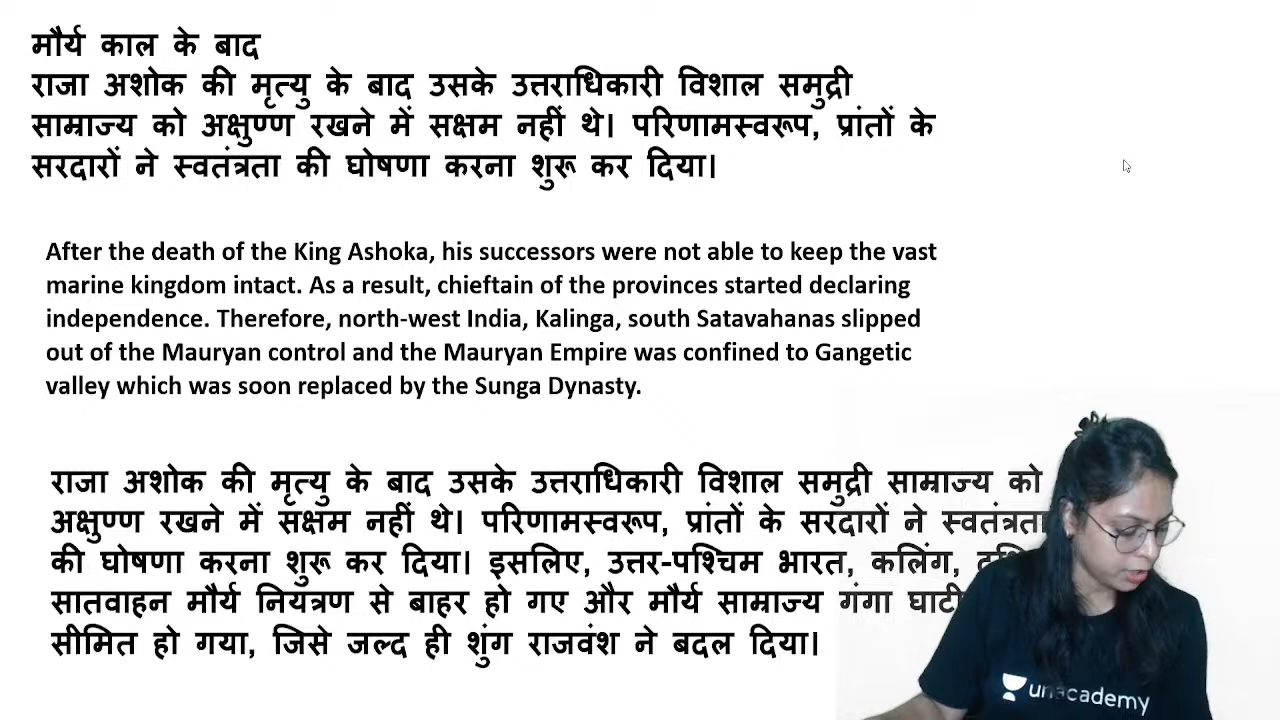 मौर्य काल के बाद
राजा अशोक की मृत्यु के बाद उसके उत्तराधिकारी विशाल समुद्री
साम्राज्य को अक्षुण्ण रखने में सक्षम नहीं थे। परिणामस्वरूप, प्रांतों के
सरदारों ने स्वतंत्रता की घोषणा करना शुरू कर दिया।
After the death of the King Ashoka, his successors were not able to keep the vast
marine kingdom intact. As a result, chieftain of the provinces started declaring
independence. Therefore, north-west India, Kalinga, south Satavahanas slipped
out of the Mauryan control and the Mauryan Empire was confined to Gangetic
valley which was soon replaced by the Sunga Dynasty.
राजा अशोक की मृत्यु के बाद उसके उत्तराधिकारी विशाल समुद्री साम्राज्य को
अक्षुण्ण रखने में सक्षम नहीं थे। परिणामस्वरूप, प्रांतों के सरदारों ने स्वतंत्रता
की घोषणा करना शुरू कर दिया। इसलिए, उत्तर-पश्चिम भारत, कलिंग,
सातवाहन मौर्य नियंत्रण से बाहर हो गए और मौर्य साम्राज्य गंगा घाटी
सीमित हो गया, जिसे जल्द ही शुंग राजवंश ने बदल दिया।
unacademy